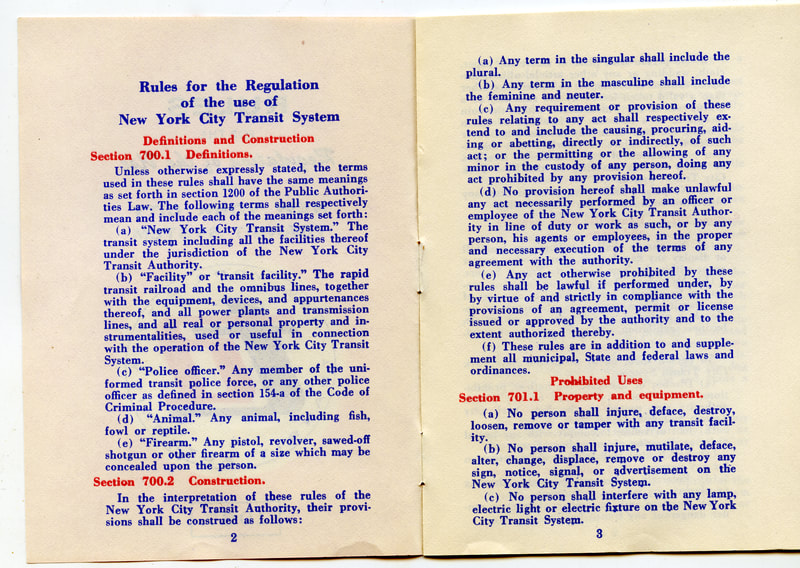 Rules for the Regulation
of the use of
New York City Transit System
Definitions and Construction
Section 700.1 Definitions.
Unless otherwise expressly stated, the terms
used in these rules shall have the same meanings
as set forth in section 1200 of the Public Authori-
ties Law. The following terms shall respectively
mean and include each of the meanings set forth:
(a) “New York City Transit System.” The
transit system including all the facilities thereof
under the jurisdiction of the New York City
Transit Authority.
(b) “Facility” or ‘transit facility.” The rapid
transit railroad and the omnibus lines, together
with the equipment, devices, and appurtenances
thereof, and all power plants and transmission
lines, and all real or personal property and in-
strumentalities, used or useful in connection
with the operation of the New York City Transit
System.
(c) “Police officer.” Any member of the uni-
formed transit police force, or any other police
officer as defined in section 154-a of the Code of
Criminal Procedure.
(d) “Animal.” Any animal, including fish,
fowl or reptile.
(e) “Firearm.” Any pistol, revolver, sawed-off
shotgun or other firearm of a size which may be
concealed upon the person.
Section 700.2 Construction.
In the interpretation of these rules of the
New York City Transit Authority, their provi-
sions shall be construed as follows:
2
(a) Any term in the singular shall include the
plural.
(b) Any term in the masculine shall include
the feminine and neuter.
(c) Any requirement or provision of these
rules relating to any act shall respectively ex-
tend to and include the causing, procuring, aid-
ing or abetting, directly or indirectly, of such
act; or the permitting or the allowing of any
minor in the custody of any person, doing any
act prohibited by any provision hereof.
(d) No provision hereof shall make unlawful
any act necessarily performed by an officer or
employee of the New York City Transit Author-
ity in line of duty or work as such, or by any
person, his agents or employees, in the proper
and necessary execution of the terms of any
agreement with the authority.
(e) Any act otherwise prohibited by these
rules shall be lawful if performed under, by
by virtue of and strictly in compliance with the
provisions of an agreement, permit or license
issued or approved by the authority and to the
extent authorized thereby.
(f) These rules are in addition to and supple-
ment all municipal, State and federal laws and
ordinances.
Prohibited Uses
Section 701.1 Property and equipment.
(a) No person shall injure, deface, destroy,
loosen, remove or tamper with any transit facil-
ity.
(b) No person shall injure, mutilate, deface,
alter, change, displace, remove or destroy any
sign, notice, signal, or advertisement on the
New York City Transit System.
(c) No person shall interfere with any lamp,
electric light or electric fixture on the New York
City Transit System.
3